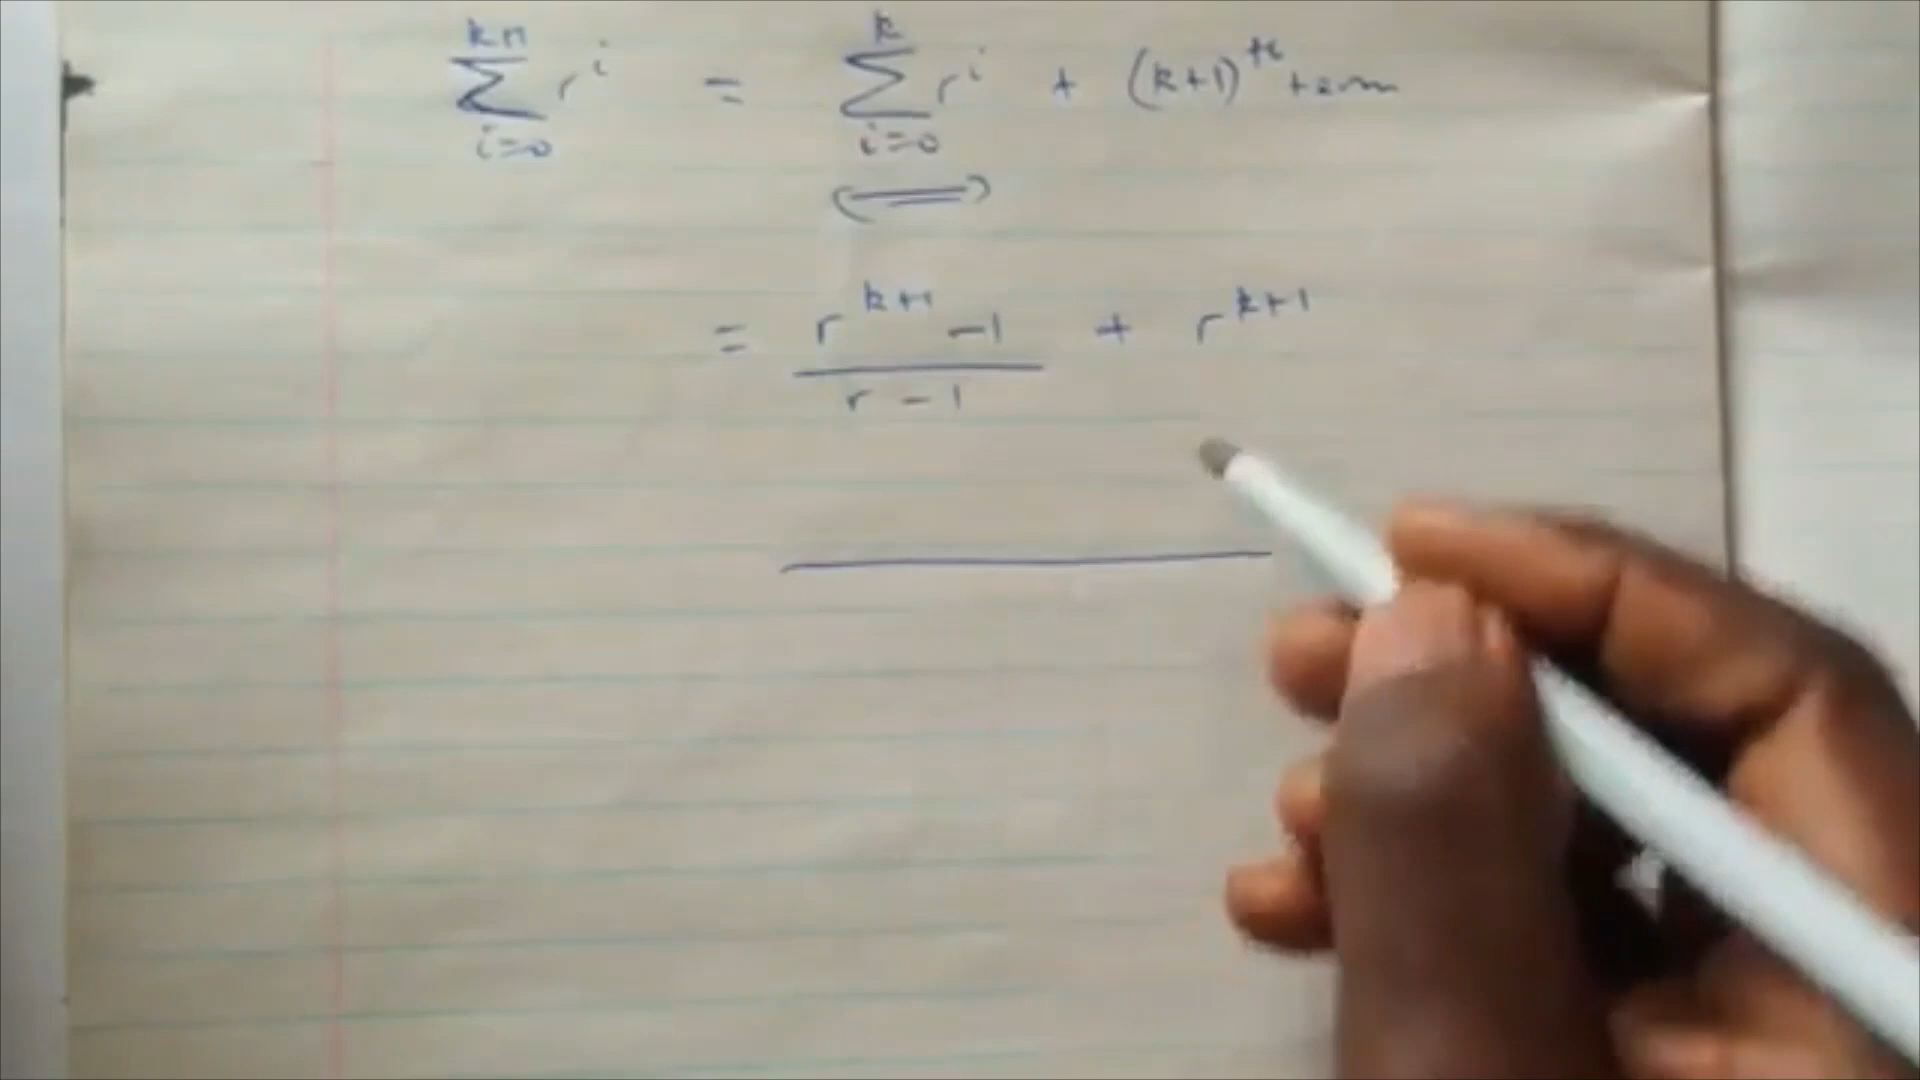 k+1 ∑ i=0 r^i = k ∑ i=0 r^i + (k+1)^th term
= (r^(k+1) - 1) / (r - 1) + r^(k+1)